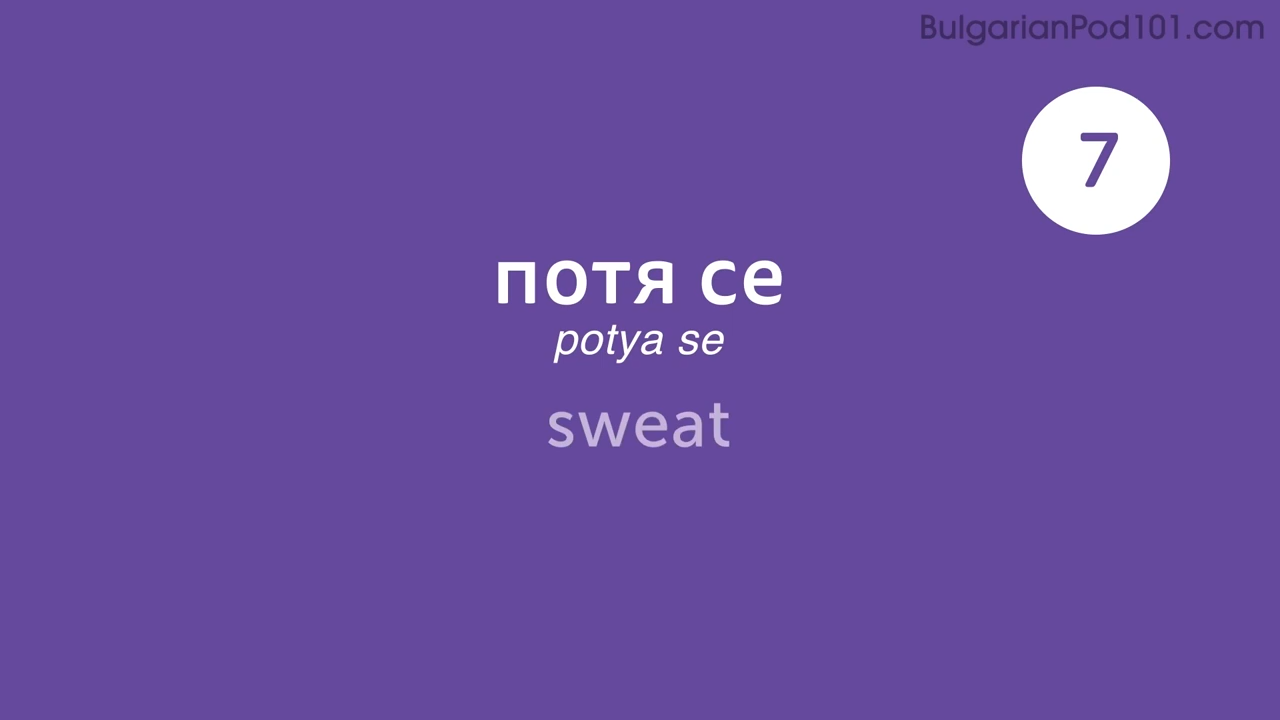 BulgarianPod101.com
7
потя се
potya se
sweat